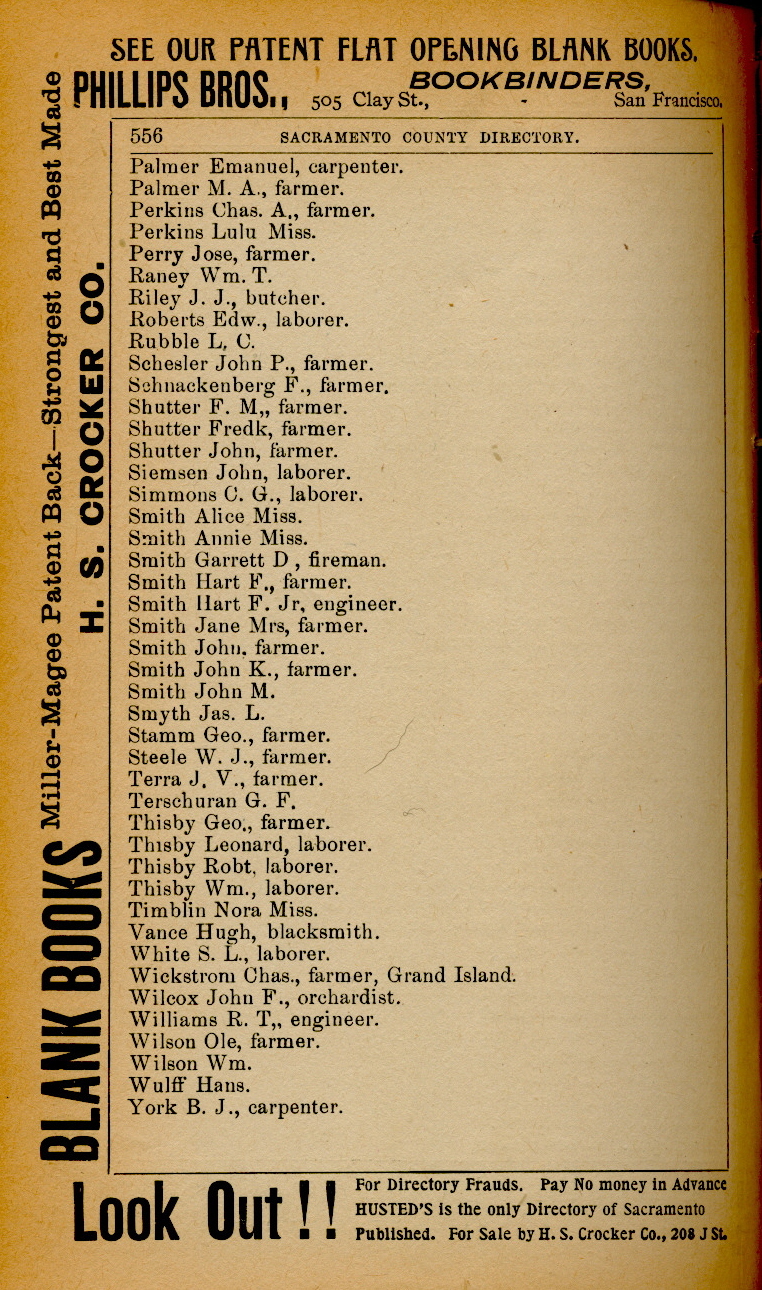 SEE OUR PATENT FLAT OPENING BLANK BOOKS.
PHILLIPS BROS., BOOKBINDERS,
505 Clay St., - San Francisco.
BLANK BOOKS Miller-Magee Patent Back—Strongest and Best Made
H. S. CROCKER CO.
556 SACRAMENTO COUNTY DIRECTORY.
Palmer Emanuel, carpenter.
Palmer M. A., farmer.
Perkins Chas. A., farmer.
Perkins Lulu Miss.
Perry Jose, farmer.
Raney Wm. T.
Riley J. J., butcher.
Roberts Edw., laborer.
Rubble L. C.
Schesler John P., farmer.
Schnackenberg F., farmer.
Shutter F. M,, farmer.
Shutter Fredk, farmer.
Shutter John, farmer.
Siemsen John, laborer.
Simmons C. G., laborer.
Smith Alice Miss.
Smith Annie Miss.
Smith Garrett D , fireman.
Smith Hart F., farmer.
Smith Hart F. Jr, engineer.
Smith Jane Mrs, farmer.
Smith John. farmer.
Smith John K., farmer.
Smith John M.
Smyth Jas. L.
Stamm Geo., farmer.
Steele W. J., farmer.
Terra J. V., farmer.
Terschuran G. F.
Thisby Geo., farmer.
Thisby Leonard, laborer.
Thisby Robt, laborer.
Thisby Wm., laborer.
Timblin Nora Miss.
Vance Hugh, blacksmith.
White S. L., laborer.
Wickstrom Chas., farmer, Grand Island.
Wilcox John F., orchardist.
Williams R. T,, engineer.
Wilson Ole, farmer.
Wilson Wm.
Wulff Hans.
York B. J., carpenter.
Look Out!!
For Directory Frauds. Pay No money in Advance
HUSTED'S is the only Directory of Sacramento
Published. For Sale by H. S. Crocker Co., 208 J St.